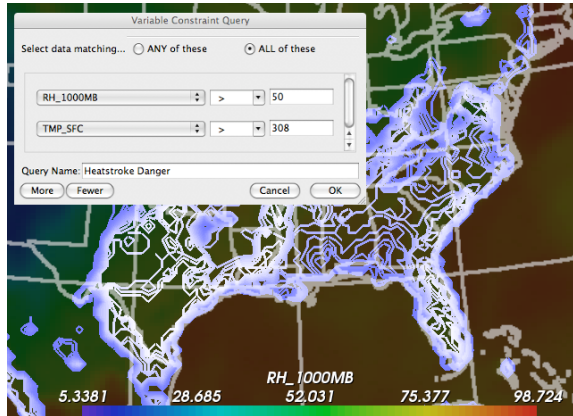 Variable Constraint Query
Select data matching... ANY of these ALL of these
RH_1000MB > 50
TMP_SFC > 308
Query Name: Heatstroke Danger
More Fewer Cancel OK
RH_1000MB
5.3381 28.685 52.031 75.377 98.724